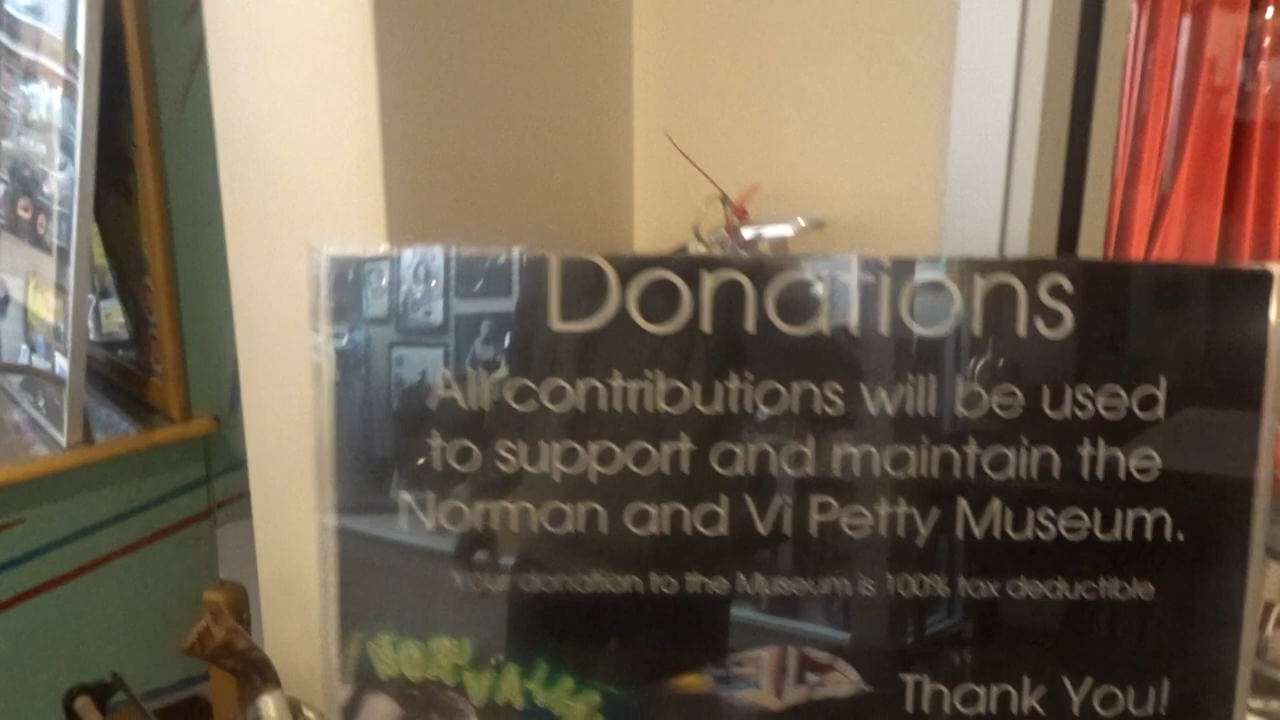 Donations
All contributions will be used
to support and maintain the
Norman and Vi Petty Museum.
Your donation to the Museum is 100% tax deductible
Thank You!